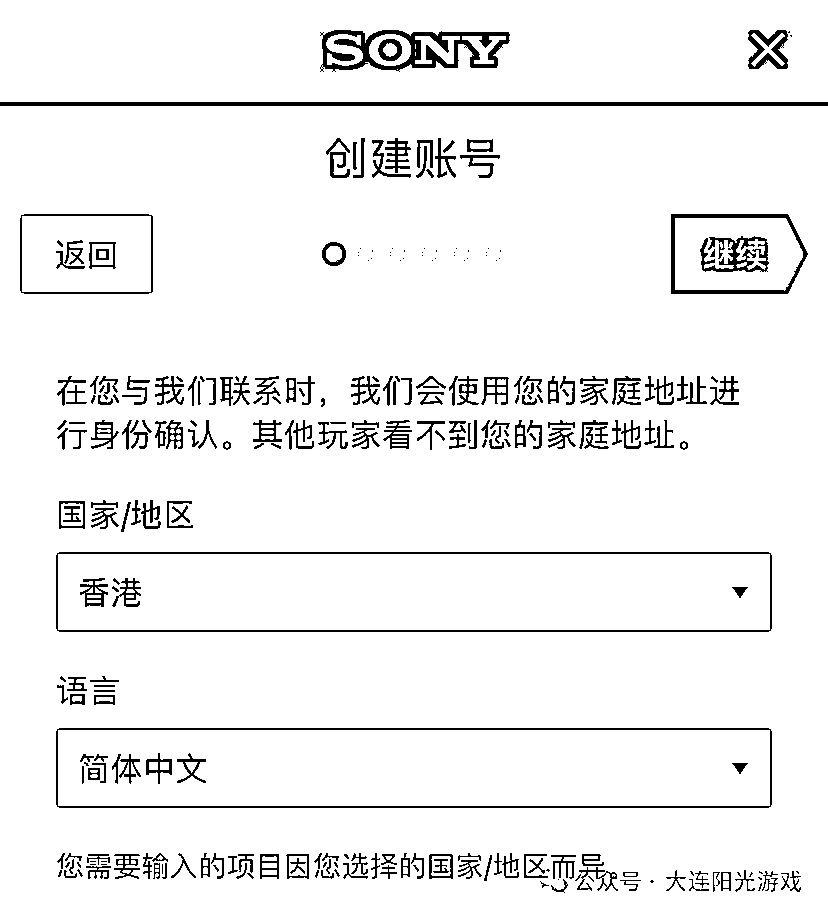 SONY
创建账号
返回
继续
在您与我们联系时，我们会使用您的家庭地址进
行身份确认。其他玩家看不到您的家庭地址。
国家/地区
香港
语言
简体中文
您需要输入的项目因您选择的国家/地区而异。
公众号·大连阳光游戏